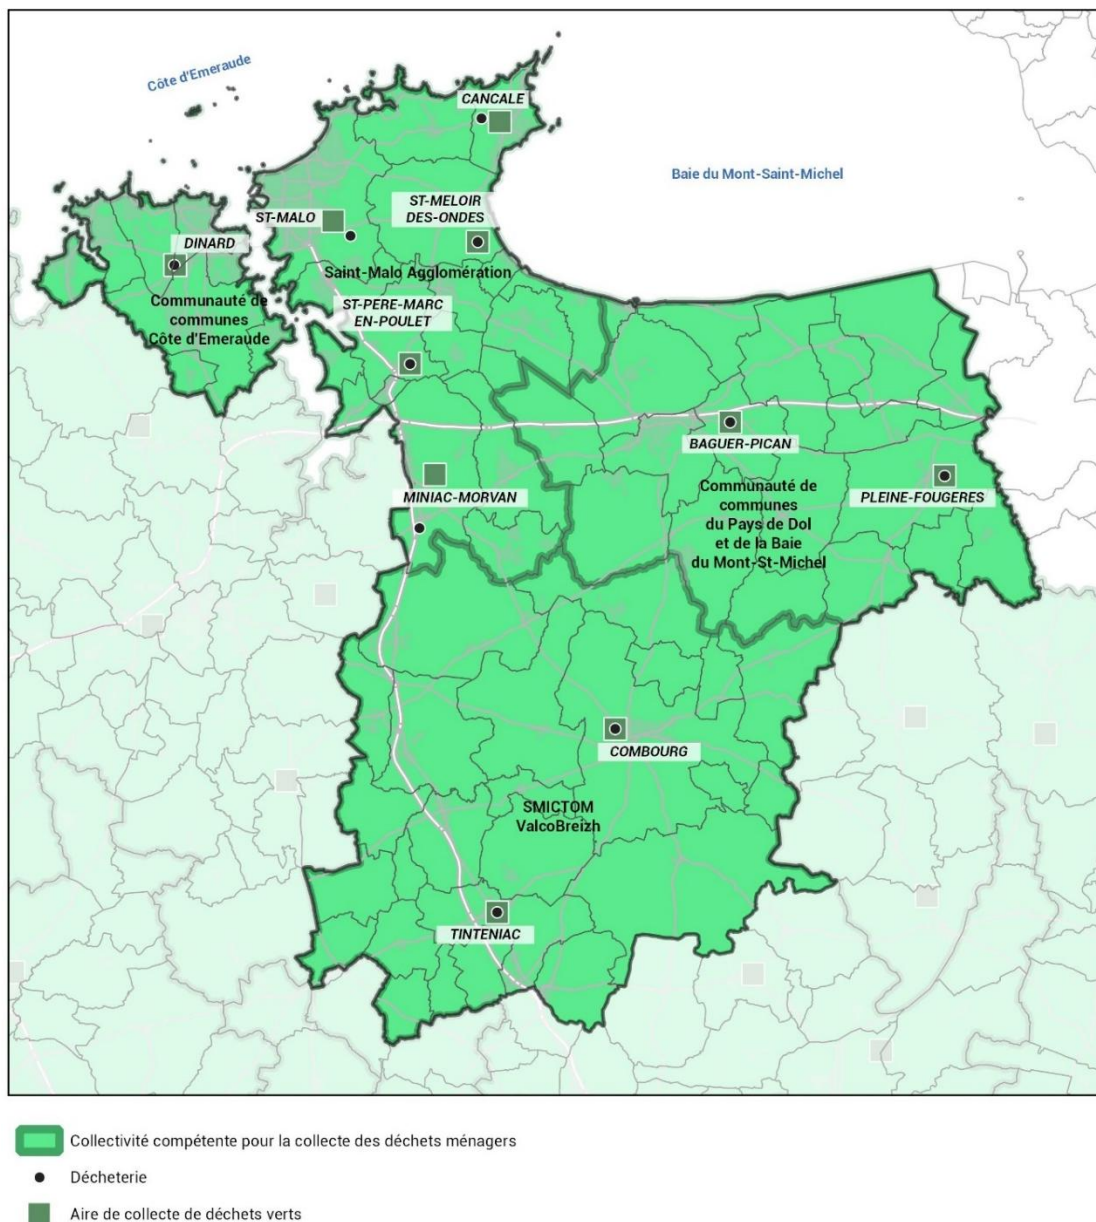 Côte d'Emeraude
CANCALE
Baie du Mont-Saint-Michel
ST-MELOIR
DES-ONDES
ST-MALO
DINARD
Saint-Malo Agglomération
Communauté de
communes
Côte d'Emeraude
ST-PERE-MARC
EN-POULET
BAGUER-PICAN
MINIAC-MORVAN
PLEINE-FOUGERES
Communauté de
communes
du Pays de Dol
et de la Baie
du Mont-St-Michel
COMBOURG
SMICTOM
ValcoBreizh
TINTENIAC
Collectivité compétente pour la collecte des déchets ménagers
Décheterie
Aire de collecte de déchets verts